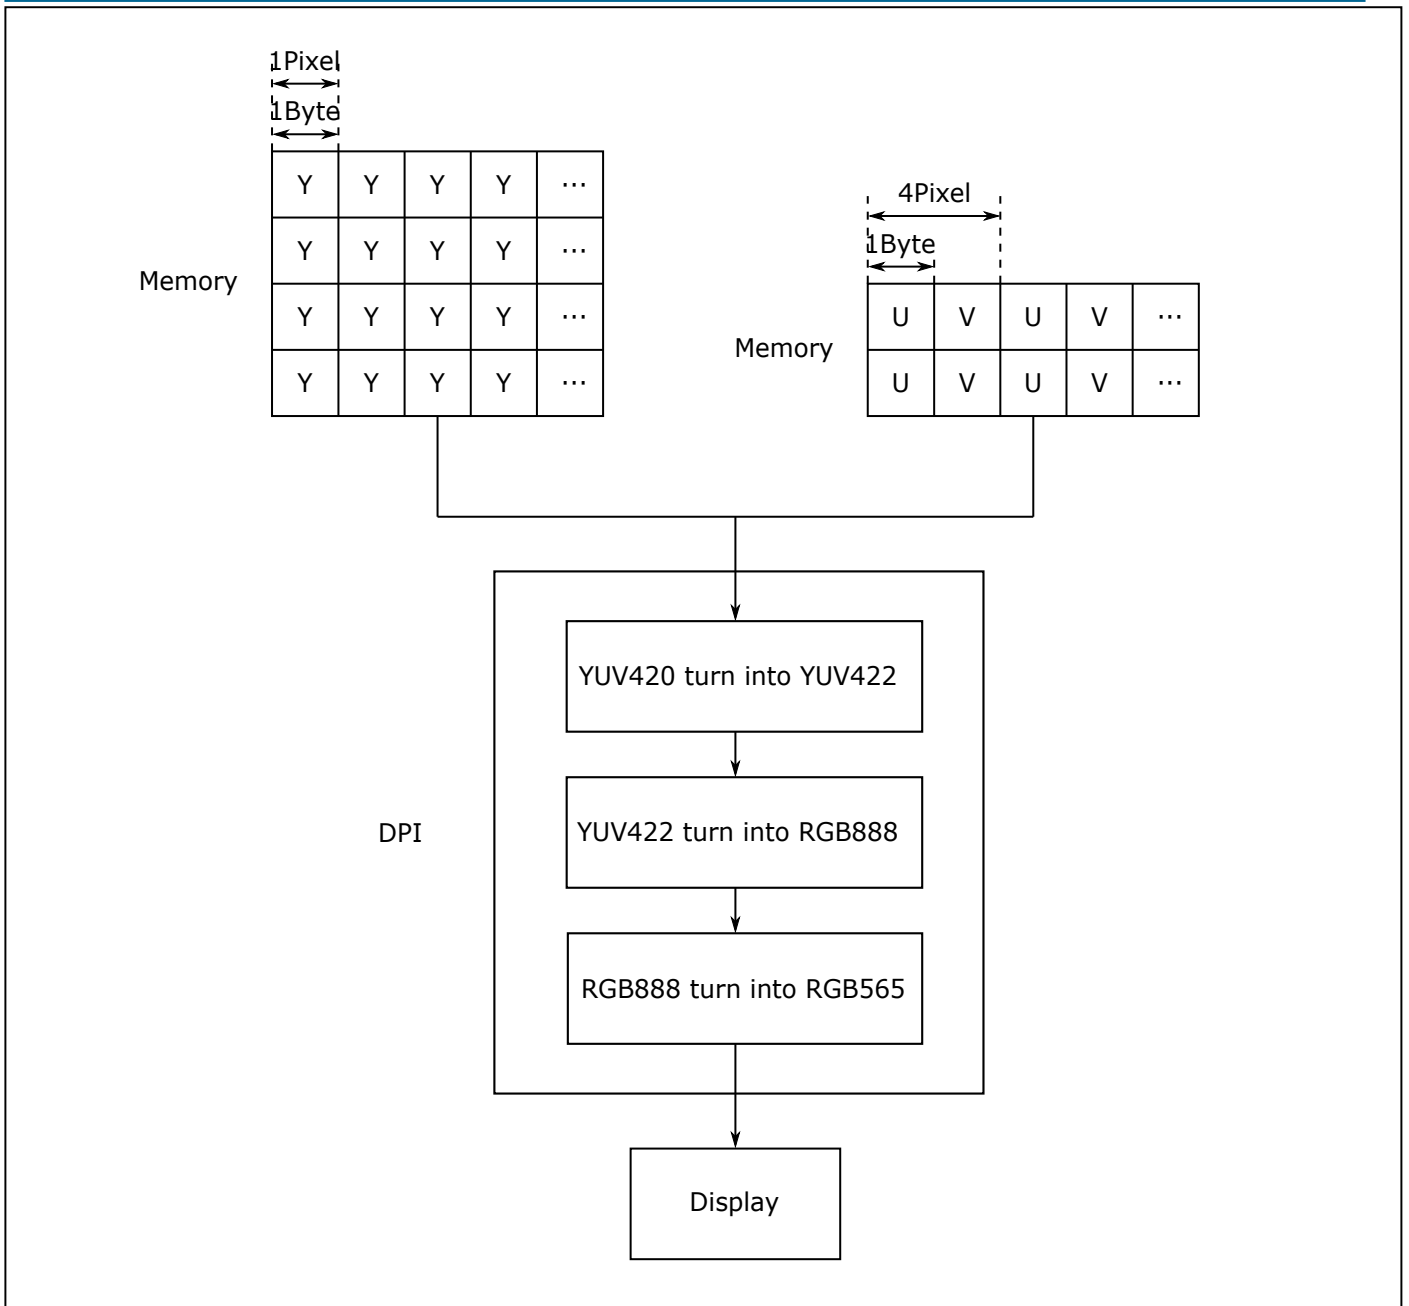 1Pixel
1Byte
Y Y Y Y ...
Y Y Y Y ...
Y Y Y Y ...
Y Y Y Y ...
Memory
4Pixel
1Byte
U V U V ...
U V U V ...
Memory
YUV420 turn into YUV422
YUV422 turn into RGB888
DPI
RGB888 turn into RGB565
Display